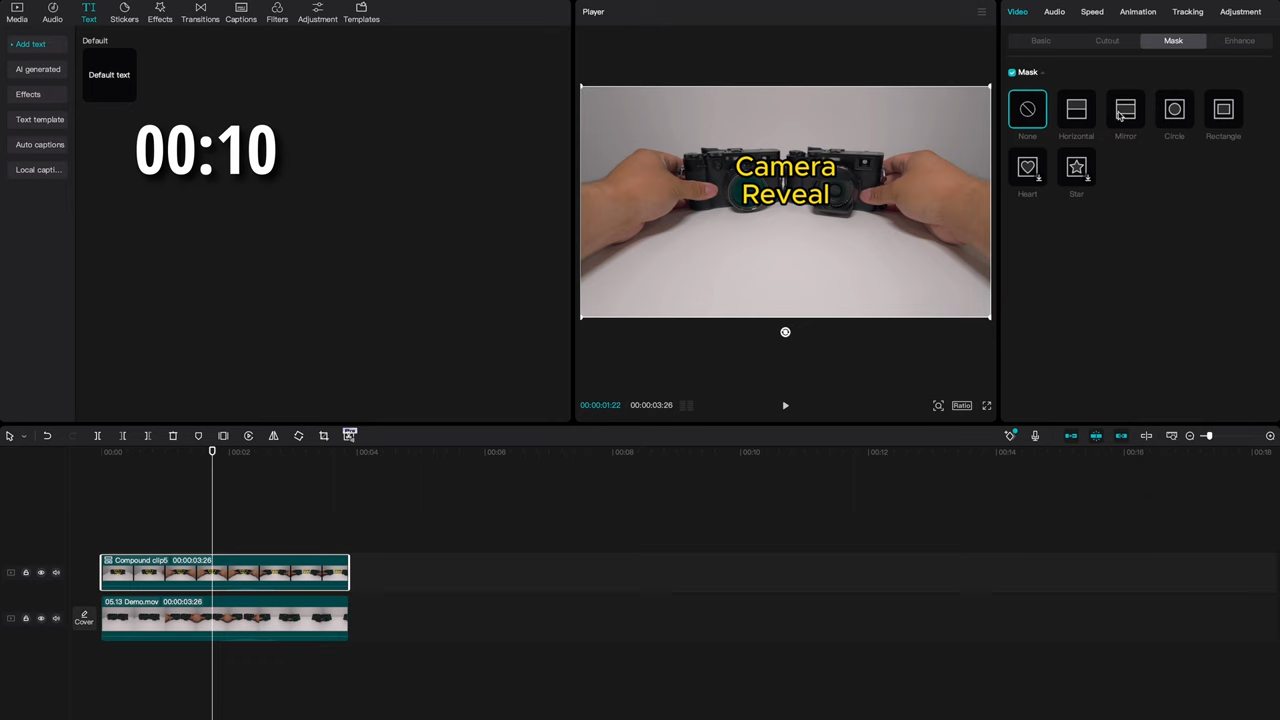 Media Audio Text Stickers Effects Transitions Captions Filters Adjustment Templates
Add text
AI generated
Effects
Text template
Auto captions
Local capti...
Default
Default text
00:10
Player
Camera
Reveal
00:00:01:22 00:00:03:26
Ratio
Video Audio Speed Animation Tracking Adjustment
Basic Cutout Mask Enhance
Mask
None Horizontal Mirror Circle Rectangle
Heart Star
Pro
00:00 00:02 00:04 00:06 00:08 00:10 00:12 00:14 00:16 00:18
Compound clip5 00:00:03:26
05.13 Demo.mov 00:00:03:26
Cover